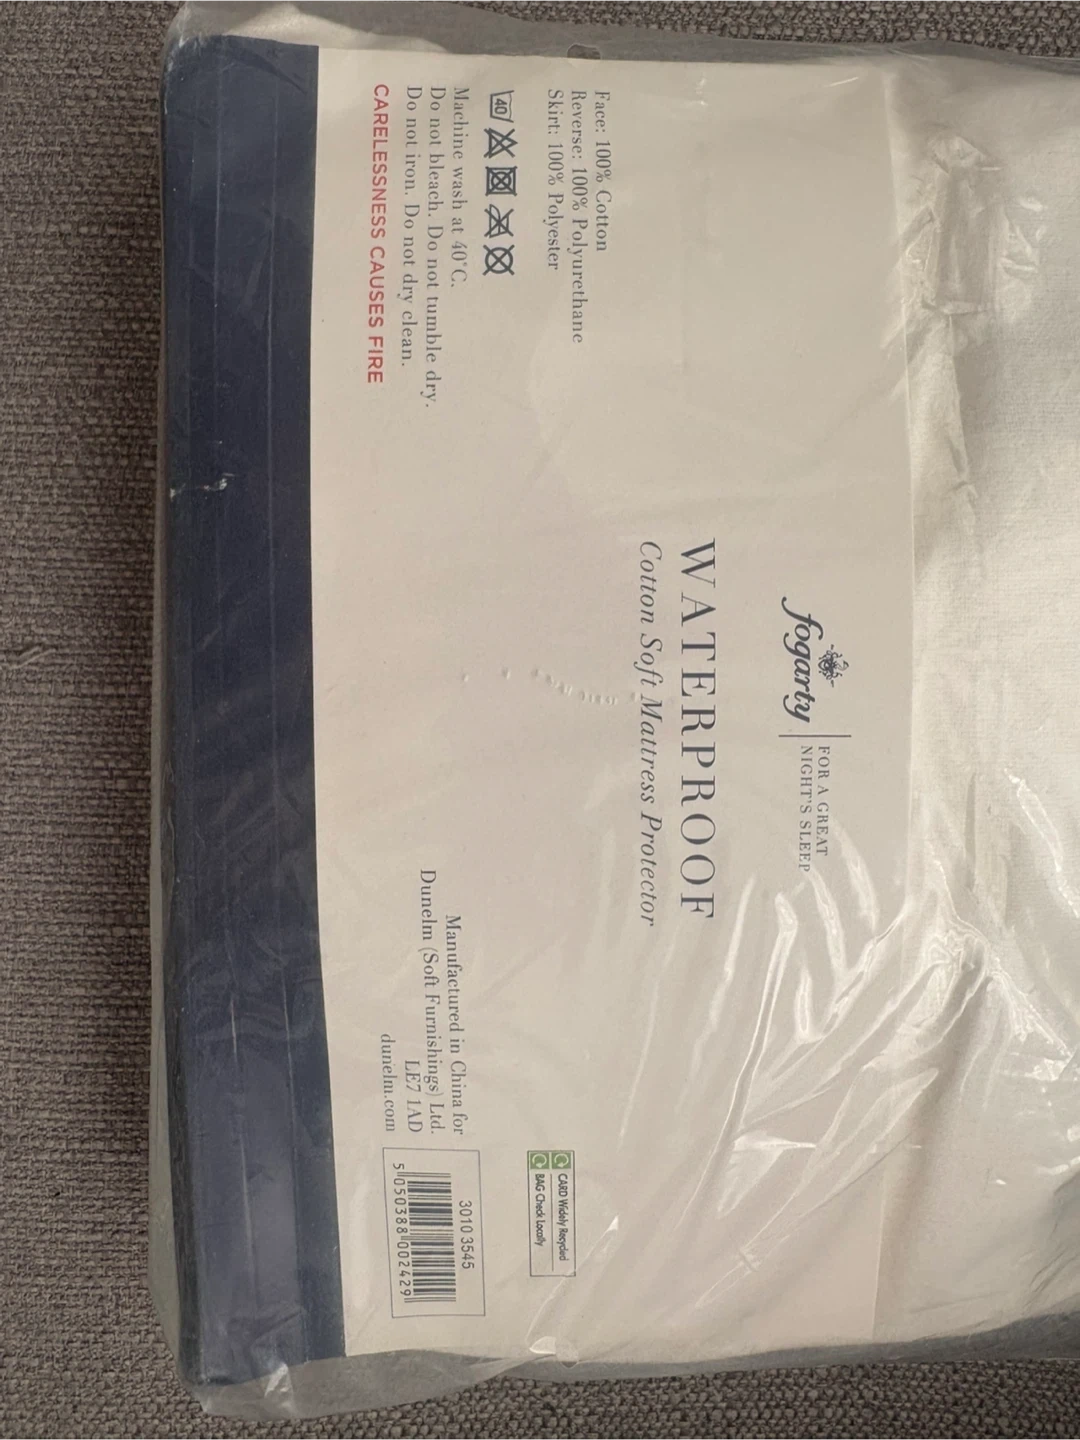 fogarty
FOR A GREAT
NIGHT'S SLEEP
WATERPROOF
Cotton Soft Mattress Protector
Face: 100% Cotton
Reverse: 100% Polyurethane
Skirt: 100% Polyester
40
Machine wash at 40°C.
Do not bleach. Do not tumble dry.
Do not iron. Do not dry clean.
CARELESSNESS CAUSES FIRE
Manufactured in China for
Dunelm (Soft Furnishings) Ltd.
LE7 1AD
dunelm.com
CARD Widely Recycled
BAG Check Locally
3010 3545
5 050388 002429